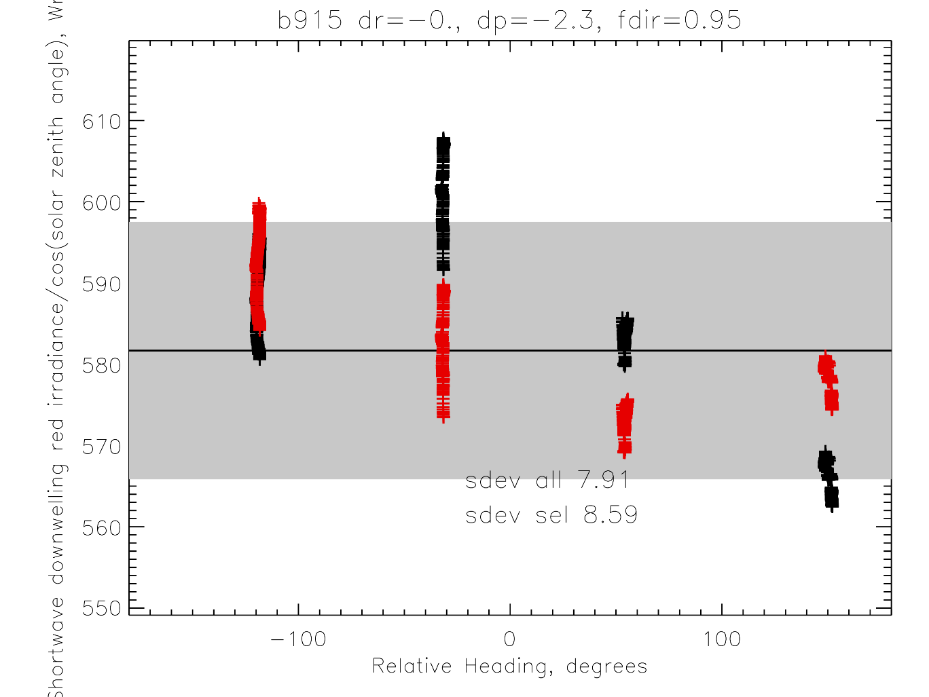 b915 dr=−0., dp=−2.3, fdir=0.95
Shortwave downwelling red irradiance/cos(solar zenith angle),
610
600
590
580
570
560
550
sdev all 7.91
sdev sel 8.59
−100
0
100
Relative Heading, degrees